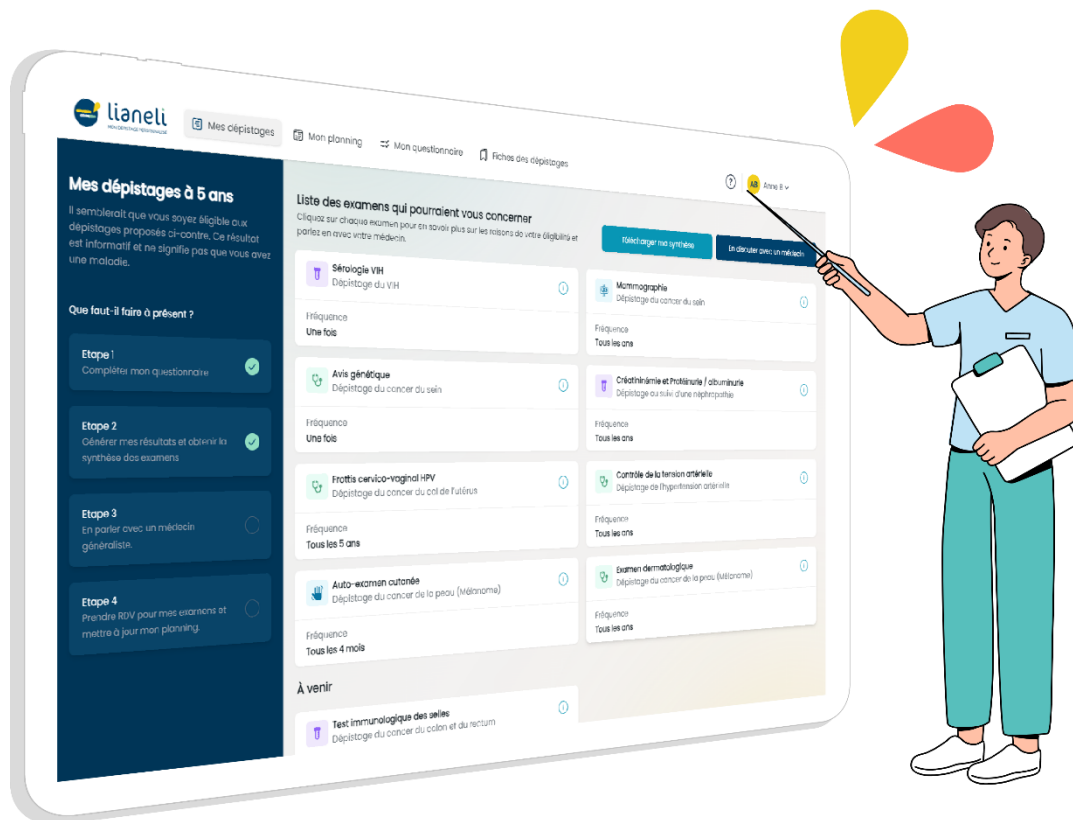 lianeli
MON DÉPISTAGE PERSONNALISÉ
Mes dépistages
Mon planning
Mon questionnaire
Fiches des dépistages
?
AB Anne B
Mes dépistages à 5 ans
Il semblerait que vous soyez éligible aux
dépistages proposés ci-contre. Ce résultat
est informatif et ne signifie pas que vous avez
une maladie.
Que faut-il faire à présent ?
Etape 1
Compléter mon questionnaire
Etape 2
Générer mes résultats et obtenir la
synthèse des examens
Etape 3
En parler avec un médecin
généraliste.
Etape 4
Prendre RDV pour mes examens et
mettre à jour mon planning.
Liste des examens qui pourraient vous concerner
Cliquez sur chaque examen pour en savoir plus sur les raisons de votre éligibilité et
parlez en avec votre médecin.
Télécharger ma synthèse
En discuter avec un médecin
Sérologie VIH
Dépistage du VIH
Fréquence
Une fois
Mammographie
Dépistage du cancer du sein
Fréquence
Tous les ans
Avis génétique
Dépistage du cancer du sein
Fréquence
Une fois
Créatininémie et Protéinurie / albuminurie
Dépistage ou suivi d'une néphropathie
Fréquence
Tous les ans
Frottis cervico-vaginal HPV
Dépistage du cancer du col de l'utérus
Fréquence
Tous les 5 ans
Contrôle de la tension artérielle
Dépistage de l'hypertension artérielle
Fréquence
Tous les ans
Auto-examen cutanée
Dépistage du cancer de la peau (Mélanome)
Fréquence
Tous les 4 mois
Examen dermatologique
Dépistage du cancer de la peau (Mélanome)
Fréquence
Tous les ans
À venir
Test immunologique des selles
Dépistage du cancer du colon et du rectum